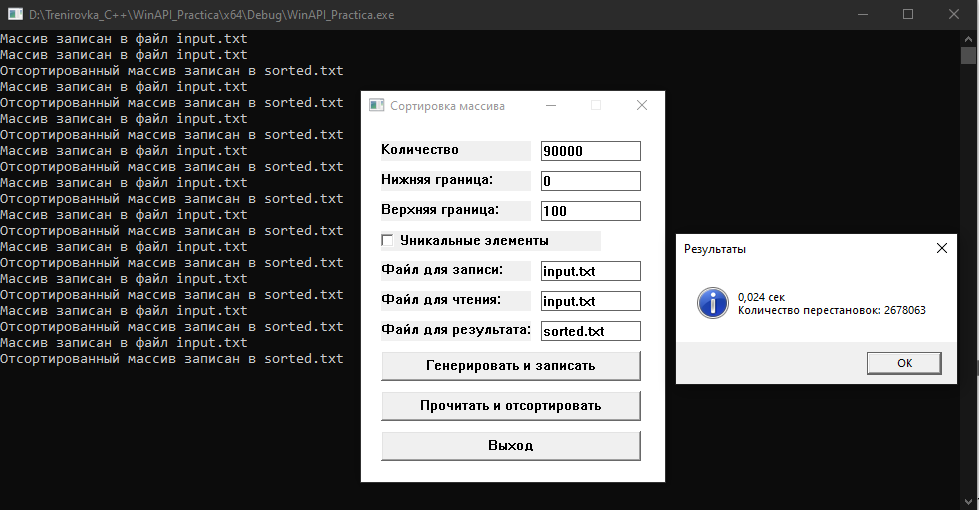 D:\Trenirovka_C++\WinAPI_Practica\x64\Debug\WinAPI_Practica.exe
Массив записан в файл input.txt
Массив записан в файл input.txt
Отсортированный массив записан в sorted.txt
Массив записан в файл input.txt
Отсортированный массив записан в sorted.txt
Массив записан в файл input.txt
Отсортированный массив записан в sorted.txt
Массив записан в файл input.txt
Отсортированный массив записан в sorted.txt
Массив записан в файл input.txt
Отсортированный массив записан в sorted.txt
Массив записан в файл input.txt
Отсортированный массив записан в sorted.txt
Массив записан в файл input.txt
Отсортированный массив записан в sorted.txt
Массив записан в файл input.txt
Отсортированный массив записан в sorted.txt
Массив записан в файл input.txt
Отсортированный массив записан в sorted.txt
Массив записан в файл input.txt
Отсортированный массив записан в sorted.txt
Сортировка массива
Количество 90000
Нижняя граница: 0
Верхняя граница: 100
Уникальные элементы
Файл для записи: input.txt
Файл для чтения: input.txt
Файл для результата: sorted.txt
Генерировать и записать
Прочитать и отсортировать
Выход
Результаты
0,024 сек
Количество перестановок: 2678063
OK